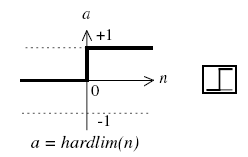 a
+1
n
0
-1
a = hardlim(n)